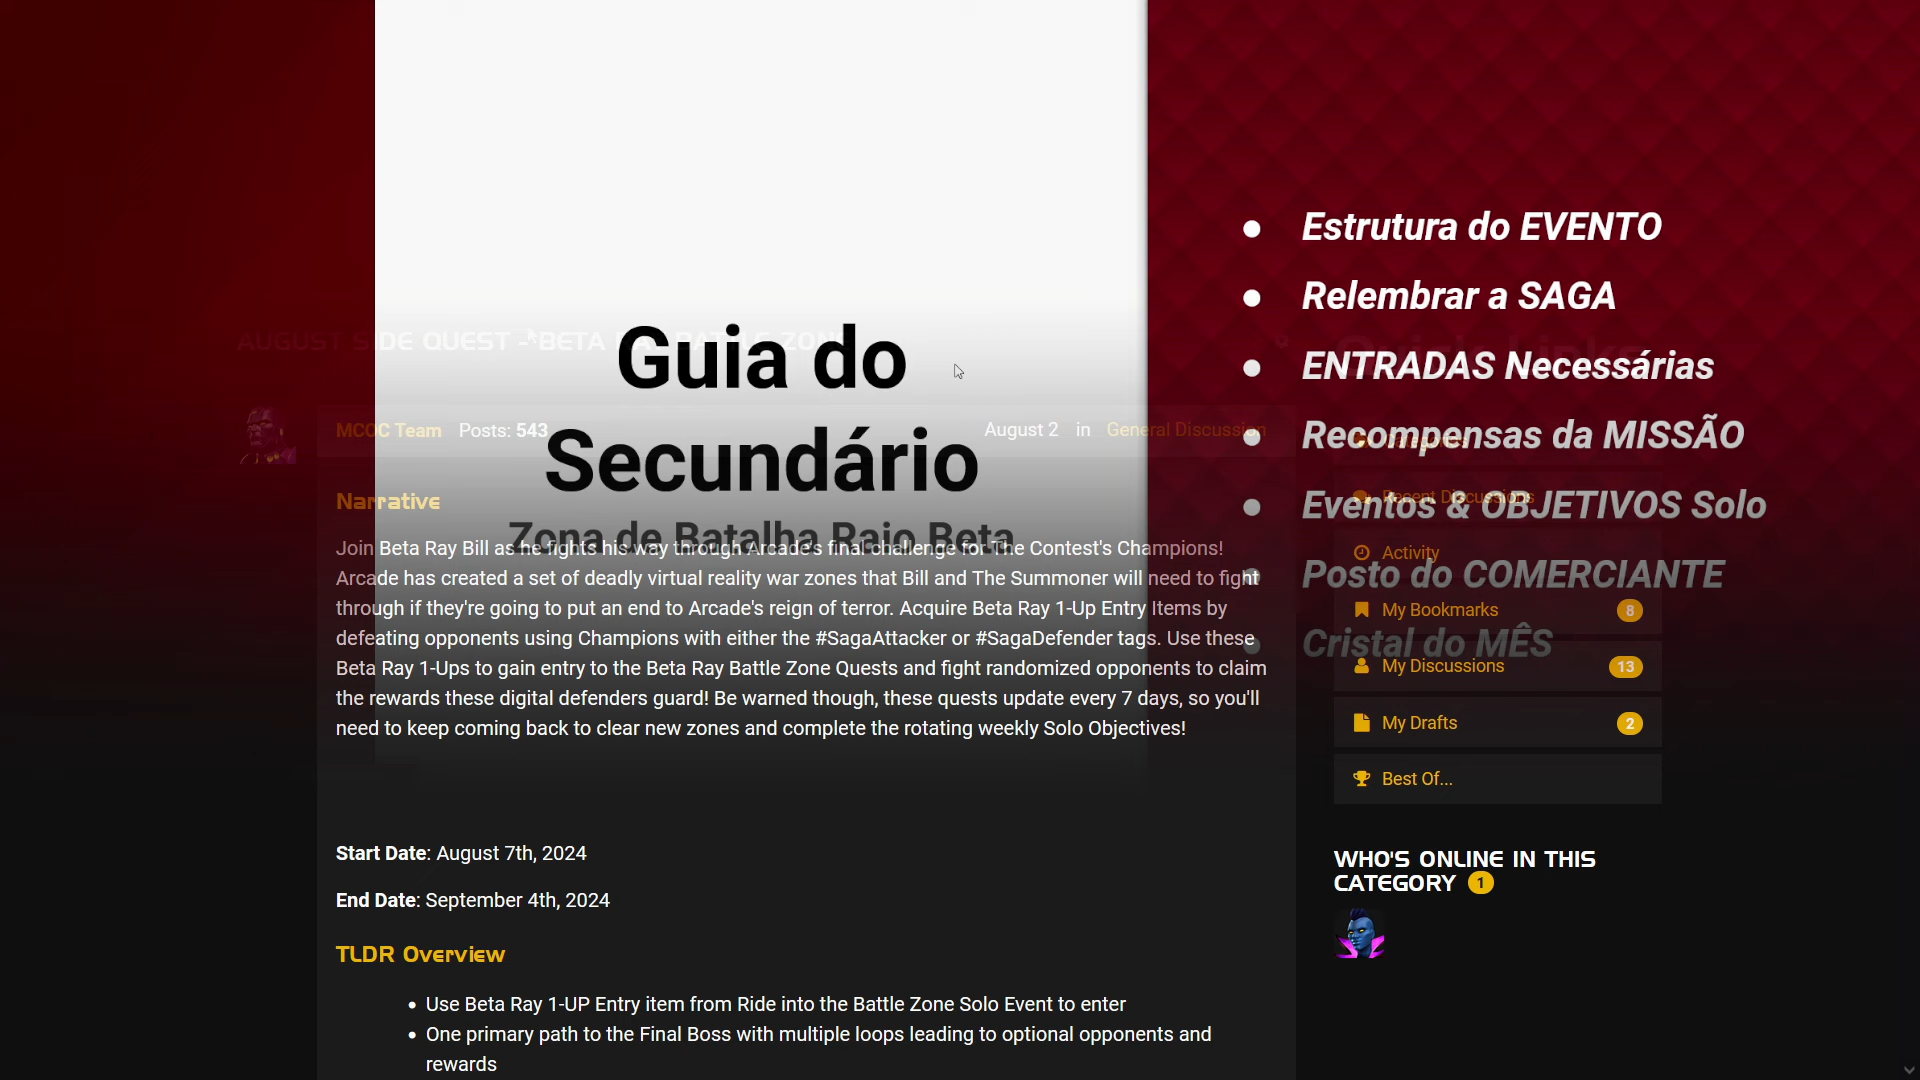 Guia do
Secundário
Zona de Batalha Raio Beta
Estrutura do EVENTO
Relembrar a SAGA
ENTRADAS Necessárias
Recompensas da MISSÃO
Eventos & OBJETIVOS Solo
Posto do COMERCIANTE
Cristal do MÊS
AUGUST SIDE QUEST - BETA RAY BATTLE ZONE
MCOC Team Posts: 543
August 2 in General Discussion
Narrative
Join Beta Ray Bill as he fights his way through Arcade's final challenge for The Contest's Champions!
Arcade has created a set of deadly virtual reality war zones that Bill and The Summoner will need to fight
through if they're going to put an end to Arcade's reign of terror. Acquire Beta Ray 1-Up Entry Items by
defeating opponents using Champions with either the #SagaAttacker or #SagaDefender tags. Use these
Beta Ray 1-Ups to gain entry to the Beta Ray Battle Zone Quests and fight randomized opponents to claim
the rewards these digital defenders guard! Be warned though, these quests update every 7 days, so you'll
need to keep coming back to clear new zones and complete the rotating weekly Solo Objectives!
Start Date: August 7th, 2024
End Date: September 4th, 2024
TLDR Overview
Use Beta Ray 1-UP Entry item from Ride into the Battle Zone Solo Event to enter
One primary path to the Final Boss with multiple loops leading to optional opponents and
rewards
Quick Links
Categories
Recent Discussions
Activity
My Bookmarks 8
My Discussions 13
My Drafts 2
Best Of...
WHO'S ONLINE IN THIS
CATEGORY 1